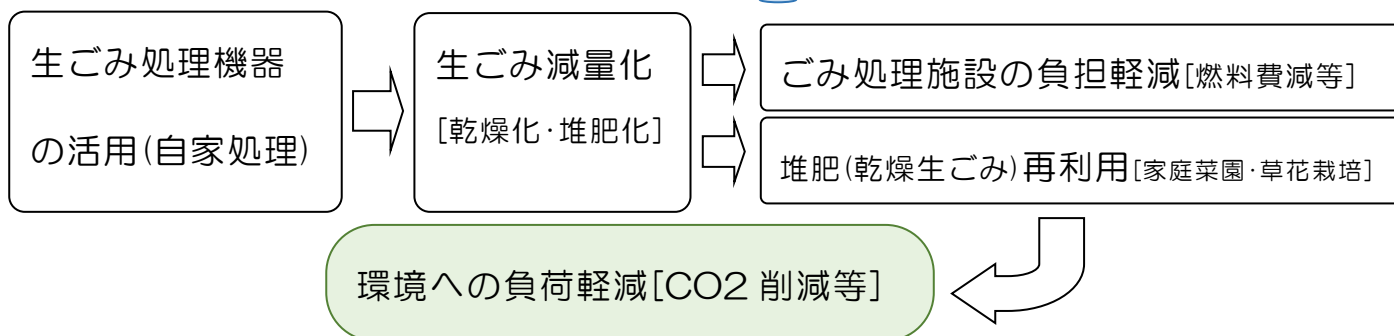 生ごみ処理機器
の活用(自家処理)
生ごみ減量化
[乾燥化・堆肥化]
ごみ処理施設の負担軽減[燃料費減等]
堆肥(乾燥生ごみ)再利用[家庭菜園・草花栽培]
環境への負荷軽減[CO2 削減等]